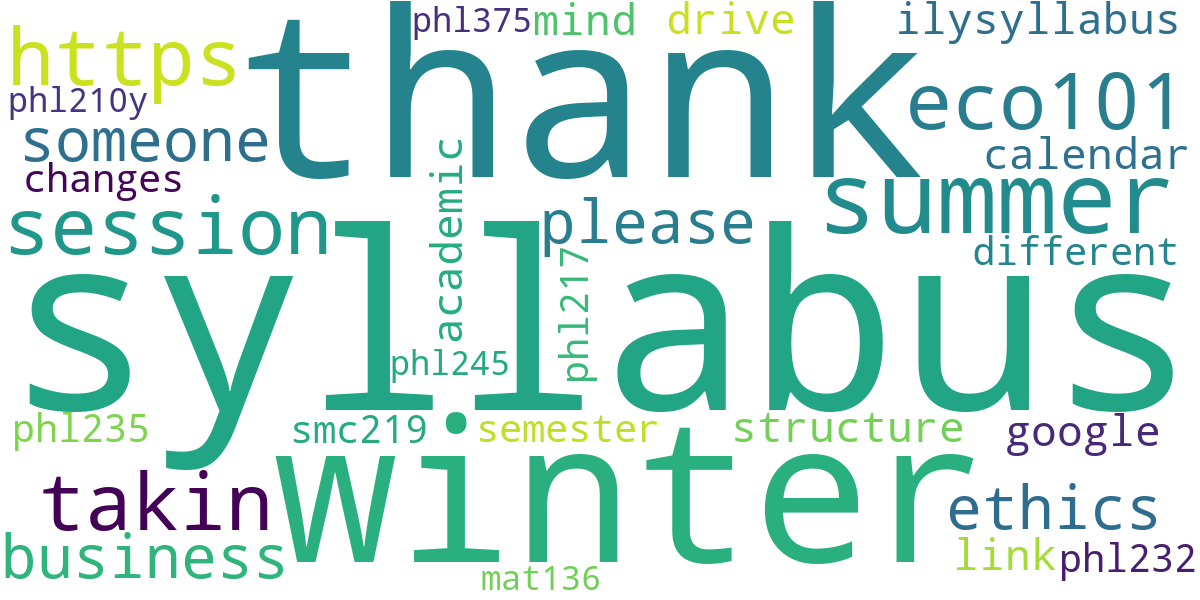 thank
https
phl375
mind
drive
ilysyllabus
phl210y
someone
changes
eco101
calendar
summer
session
academic
please
phl217
different
syllabus
phl245
phl235
smc219
semester
structure
google
winter
takin
ethics
business
link
phl232
mat136